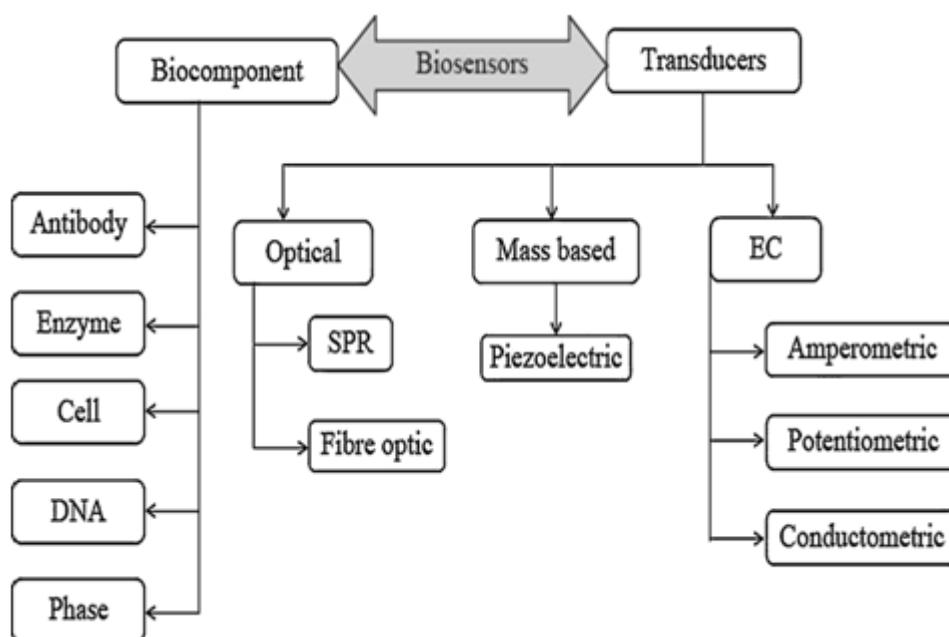 Biocomponent
Biosensors
Transducers
Antibody
Enzyme
Cell
DNA
Phase
Optical
SPR
Fibre optic
Mass based
Piezoelectric
EC
Amperometric
Potentiometric
Conductometric